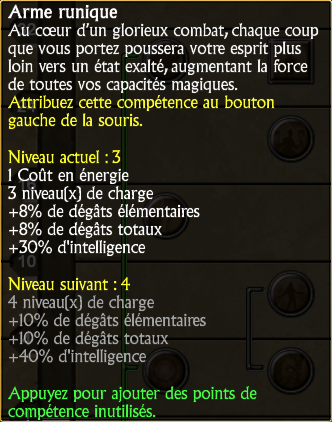 Arme runique
Au cœur d'un glorieux combat, chaque coup
que vous portez poussera votre esprit plus
loin vers un état exalté, augmentant la force
de toutes vos capacités magiques.
Attribuez cette compétence au bouton
gauche de la souris.
Niveau actuel : 3
1 Coût en énergie
3 niveau(x) de charge
+8% de dégâts élémentaires
+8% de dégâts totaux
+30% d'intelligence
Niveau suivant : 4
4 niveau(x) de charge
+10% de dégâts élémentaires
+10% de dégâts totaux
+40% d'intelligence
Appuyez pour ajouter des points de
compétence inutilisés.